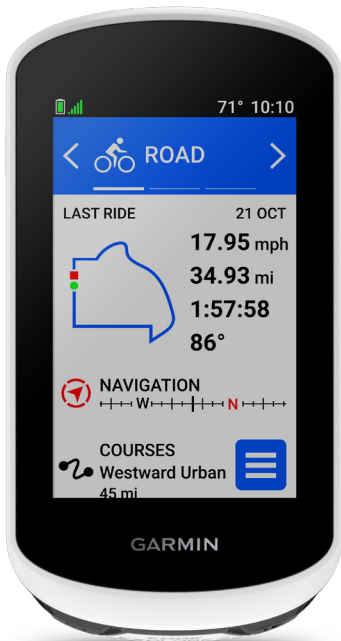 71° 10:10
ROAD
LAST RIDE 21 OCT
17.95 mph
34.93 mi
1:57:58
86°
NAVIGATION
W N
COURSES
Westward Urban
45 mi
GARMIN